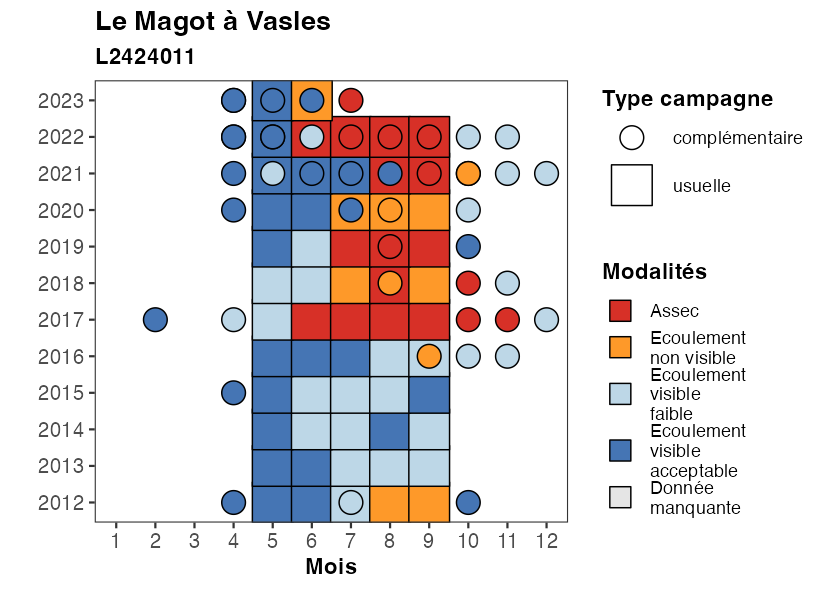 Le Magot à Vasles
L2424011
2023
2022
2021
2020
2019
2018
2017
2016
2015
2014
2013
2012
1 2 3 4 5 6 7 8 9 10 11 12
Mois
Type campagne
complémentaire
usuelle
Modalités
Assec
Ecoulement
non visible
Ecoulement
visible
faible
Ecoulement
visible
acceptable
Donnée
manquante